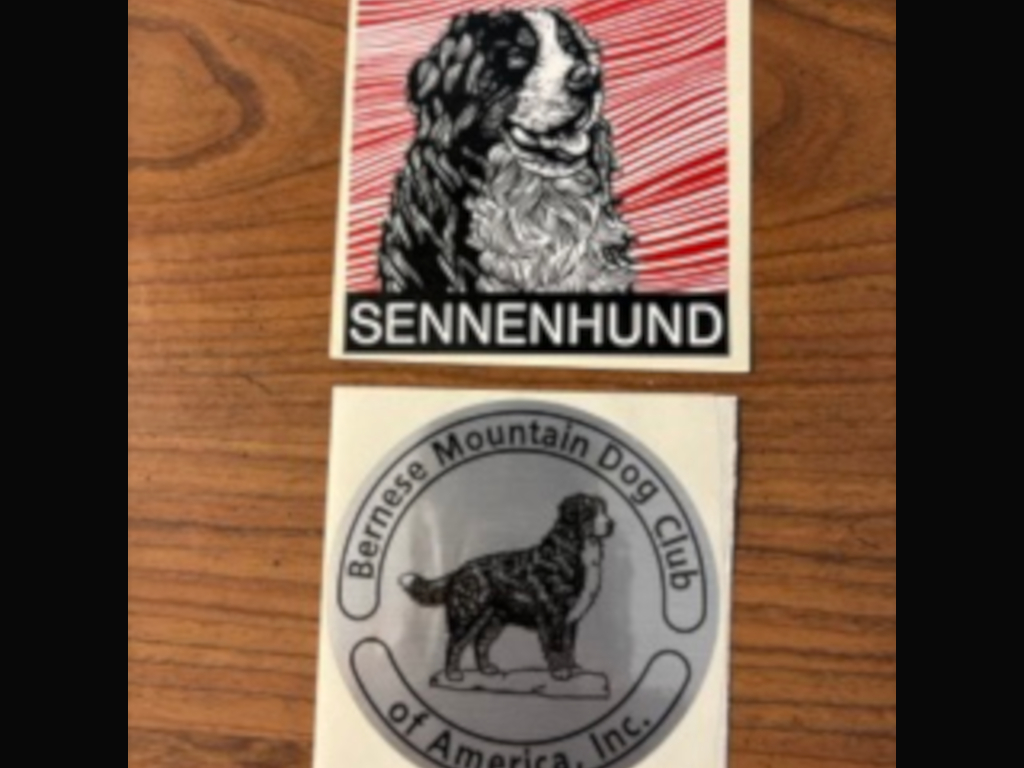 SENNENHUND
Bernese Mountain Dog Club
of America, Inc.